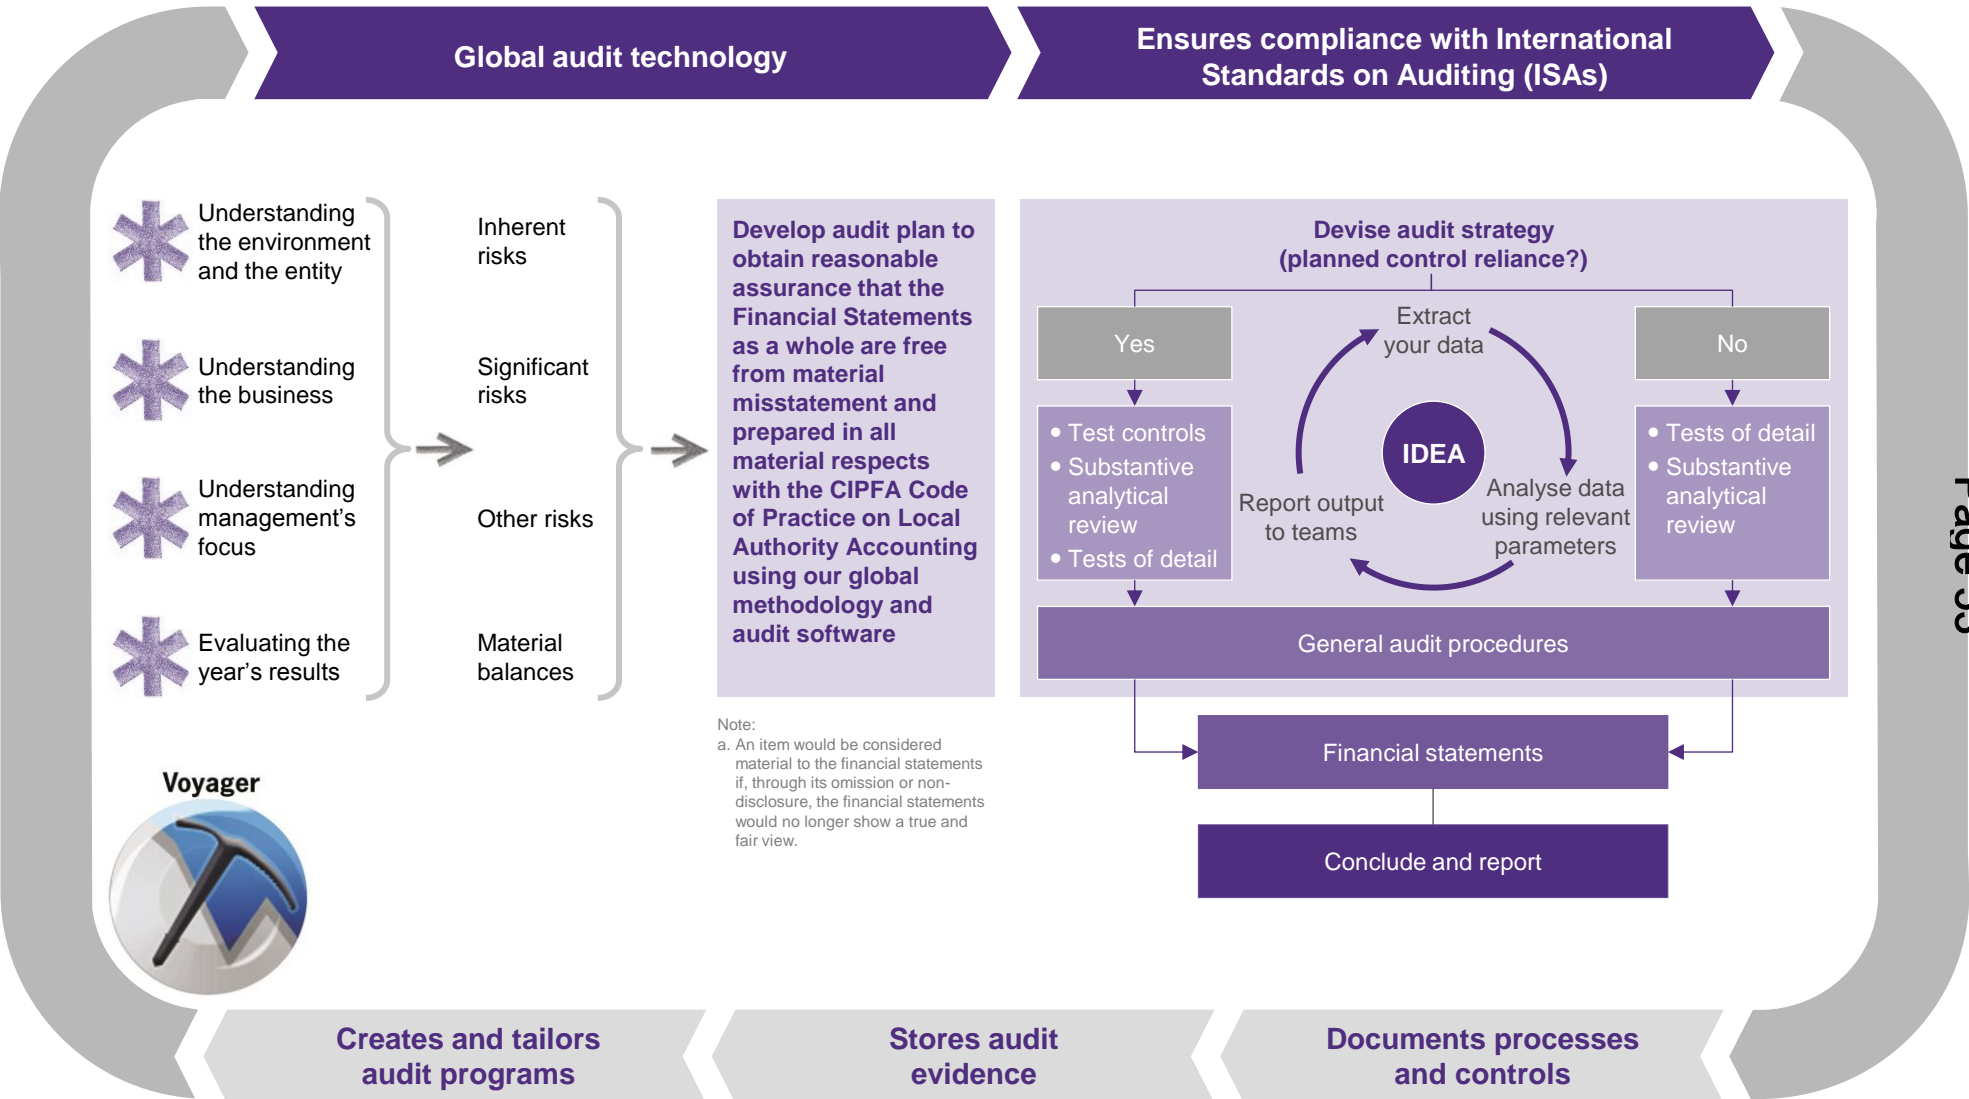 Global audit technology
Ensures compliance with International
Standards on Auditing (ISAs)
Understanding
the environment
and the entity
Understanding
the business
Understanding
management's
focus
Evaluating the
year's results
Inherent
risks
Significant
risks
Other risks
Material
balances
Develop audit plan to
obtain reasonable
assurance that the
Financial Statements
as a whole are free
from material
misstatement and
prepared in all
material respects
with the CIPFA Code
of Practice on Local
Authority Accounting
using our global
methodology and
audit software
Note:
a. An item would be considered
material to the financial statements
if, through its omission or non-
disclosure, the financial statements
would no longer show a true and
fair view.
Devise audit strategy
(planned control reliance?)
Yes
No
Extract
your data
IDEA
Analyse data
using relevant
parameters
Report output
to teams
• Test controls
• Substantive
analytical
review
• Tests of detail
• Tests of detail
• Substantive
analytical
review
General audit procedures
Financial statements
Conclude and report
Voyager
Creates and tailors
audit programs
Stores audit
evidence
Documents processes
and controls
Page